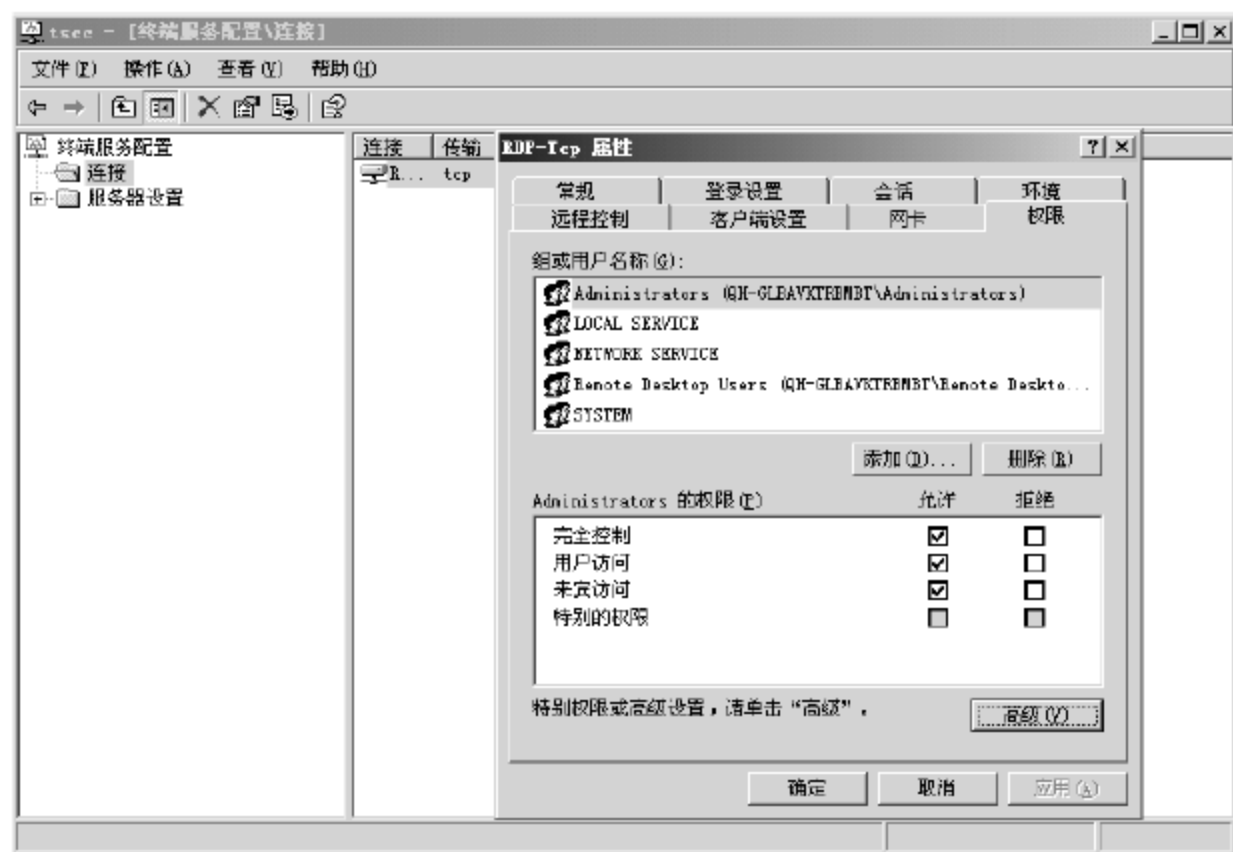 tscc - [终端服务配置\连接]
文件(F) 操作(A) 查看(V) 帮助(H)
终端服务配置
连接
服务器设置
连接 传输
R... tcp
RDP-Tcp 属性
常规 登录设置 会话 环境
远程控制 客户端设置 网卡 权限
组或用户名称(G):
Administrators (QH-GLBAVKTRBMBT\Administrators)
LOCAL SERVICE
NETWORK SERVICE
Remote Desktop Users (QH-GLBAVKTRBMBT\Remote Deskto...
SYSTEM
添加(D)... 删除(R)
Administrators 的权限(P) 允许 拒绝
完全控制
用户访问
来宾访问
特别的权限
特别权限或高级设置，请单击“高级”。
高级(V)
确定 取消 应用(A)